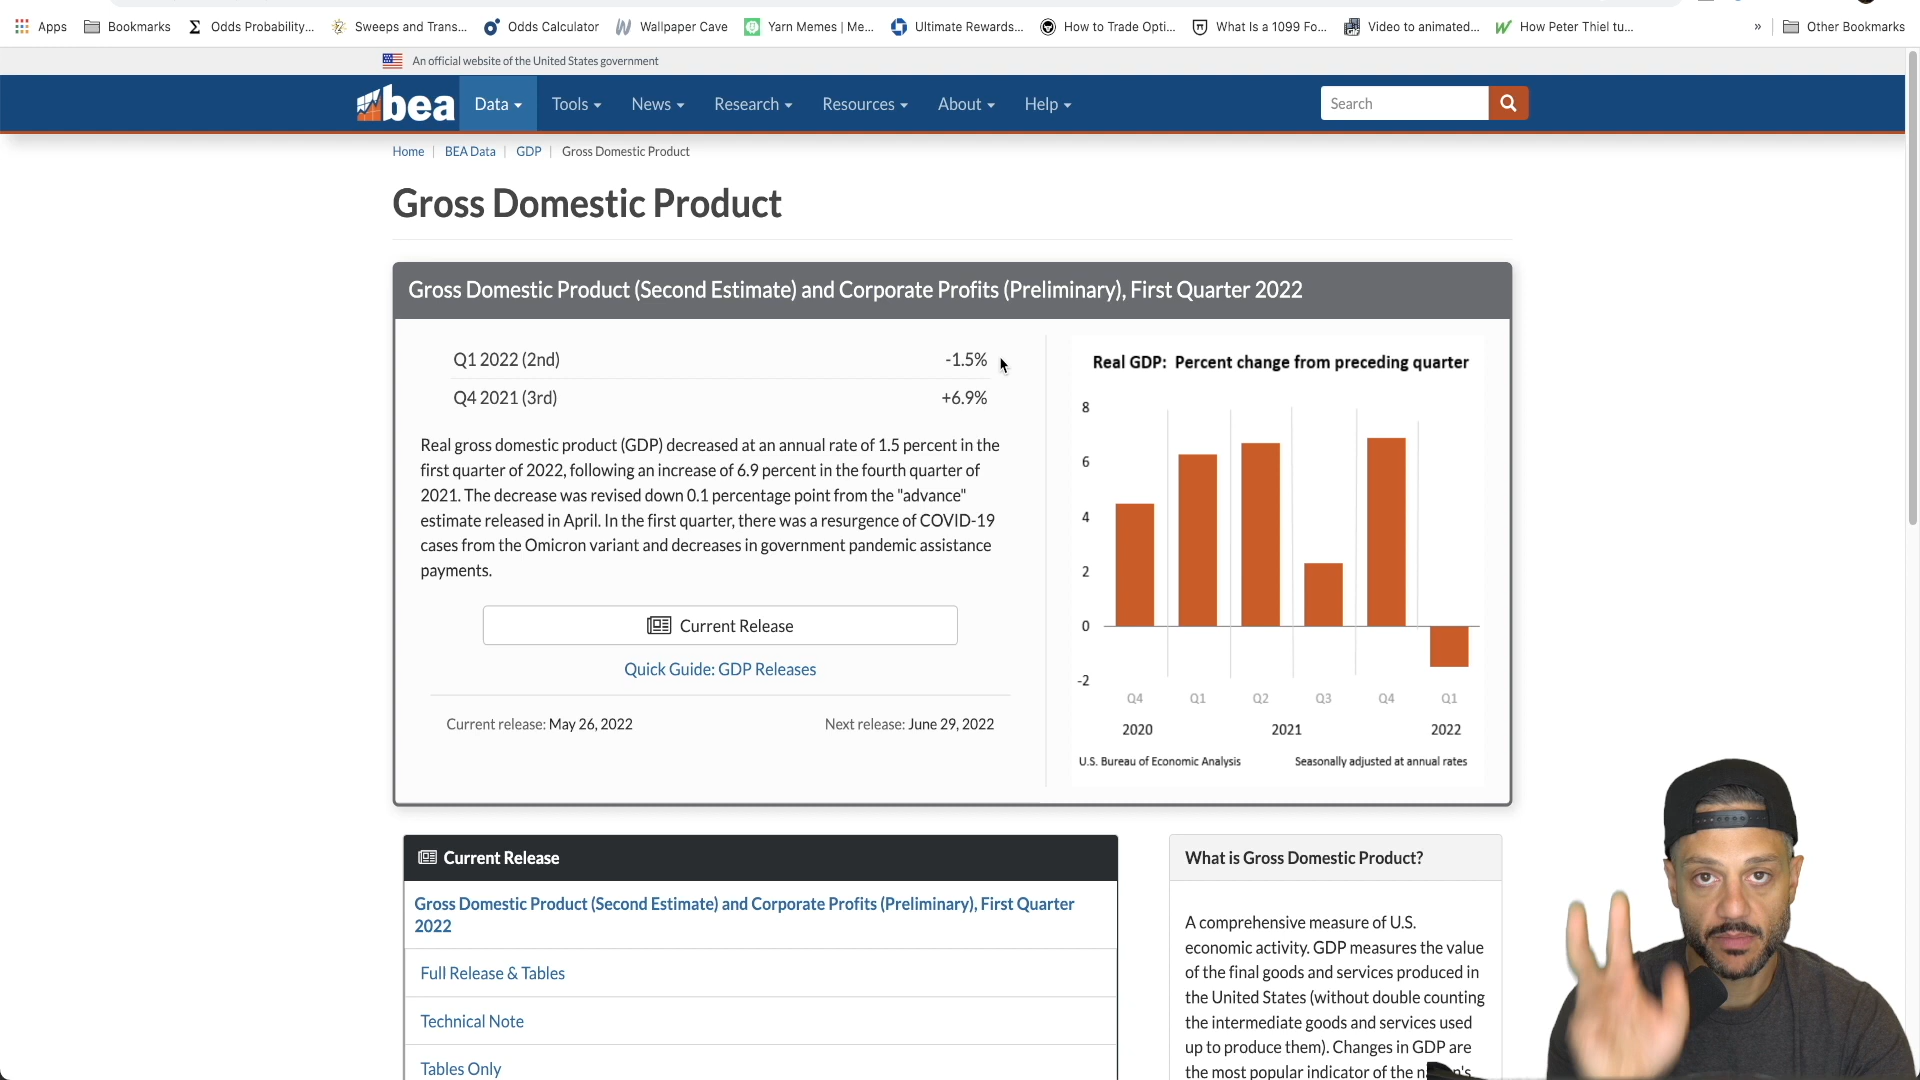 Apps Bookmarks Odds Probability... Sweeps and Trans... Odds Calculator Wallpaper Cave Yarn Memes | Me... Ultimate Rewards... How to Trade Opti... What Is a 1099 Fo... Video to animated... How Peter Thiel tu... » Other Bookmarks
An official website of the United States government
bea Data Tools News Research Resources About Help Search
Home | BEA Data | GDP | Gross Domestic Product
Gross Domestic Product
Gross Domestic Product (Second Estimate) and Corporate Profits (Preliminary), First Quarter 2022
Q1 2022 (2nd) -1.5%
Q4 2021 (3rd) +6.9%
Real gross domestic product (GDP) decreased at an annual rate of 1.5 percent in the
first quarter of 2022, following an increase of 6.9 percent in the fourth quarter of
2021. The decrease was revised down 0.1 percentage point from the "advance"
estimate released in April. In the first quarter, there was a resurgence of COVID-19
cases from the Omicron variant and decreases in government pandemic assistance
payments.
Current Release
Quick Guide: GDP Releases
Current release: May 26, 2022 Next release: June 29, 2022
Real GDP: Percent change from preceding quarter
8
6
4
2
0
-2
Q4 Q1 Q2 Q3 Q4 Q1
2020 2021 2022
U.S. Bureau of Economic Analysis Seasonally adjusted at annual rates
Current Release
Gross Domestic Product (Second Estimate) and Corporate Profits (Preliminary), First Quarter
2022
Full Release & Tables
Technical Note
Tables Only
What is Gross Domestic Product?
A comprehensive measure of U.S.
economic activity. GDP measures the value
of the final goods and services produced in
the United States (without double counting
the intermediate goods and services used
up to produce them). Changes in GDP are
the most popular indicator of the